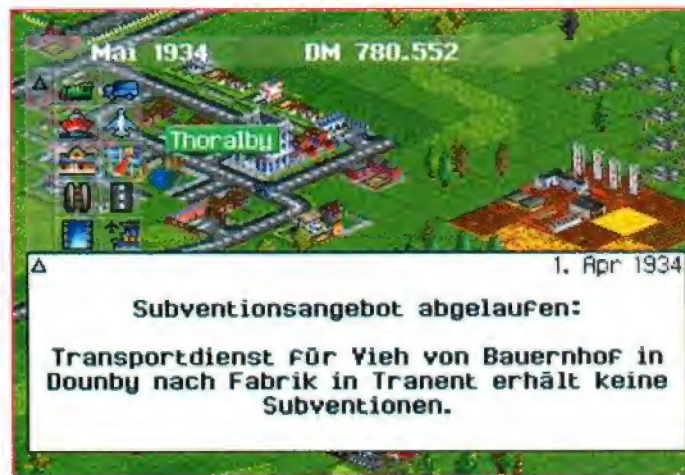 Mai 1934 DM 780.552
Thoralby
1. Apr 1934
Subventionsangebot abgelaufen:
Transportdienst für Vieh von Bauernhof in
Dounby nach Fabrik in Tranent erhält keine
Subventionen.